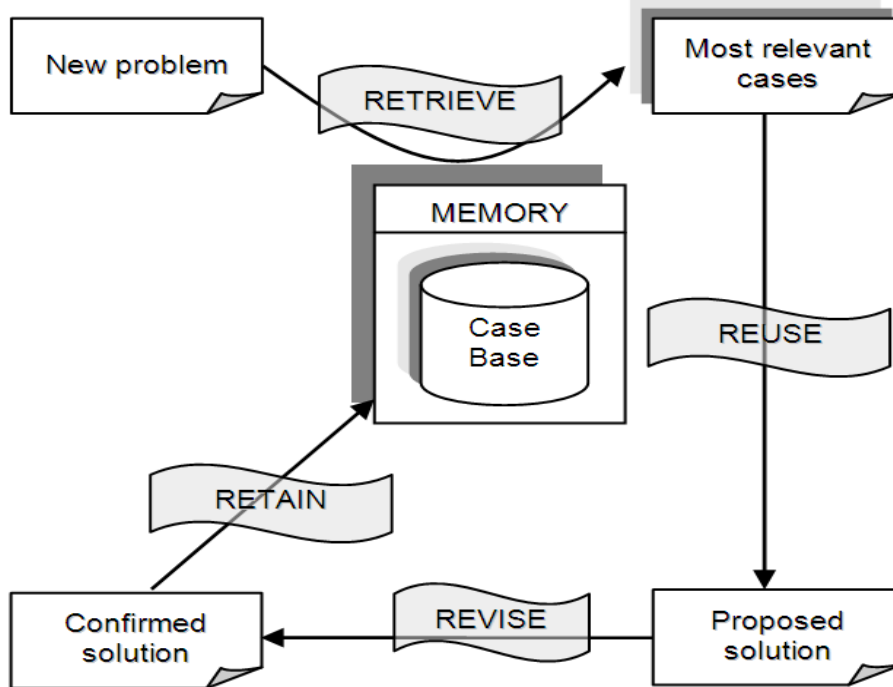 New problem
RETRIEVE
Most relevant
cases
MEMORY
Case
Base
REUSE
RETAIN
Confirmed
solution
REVISE
Proposed
solution